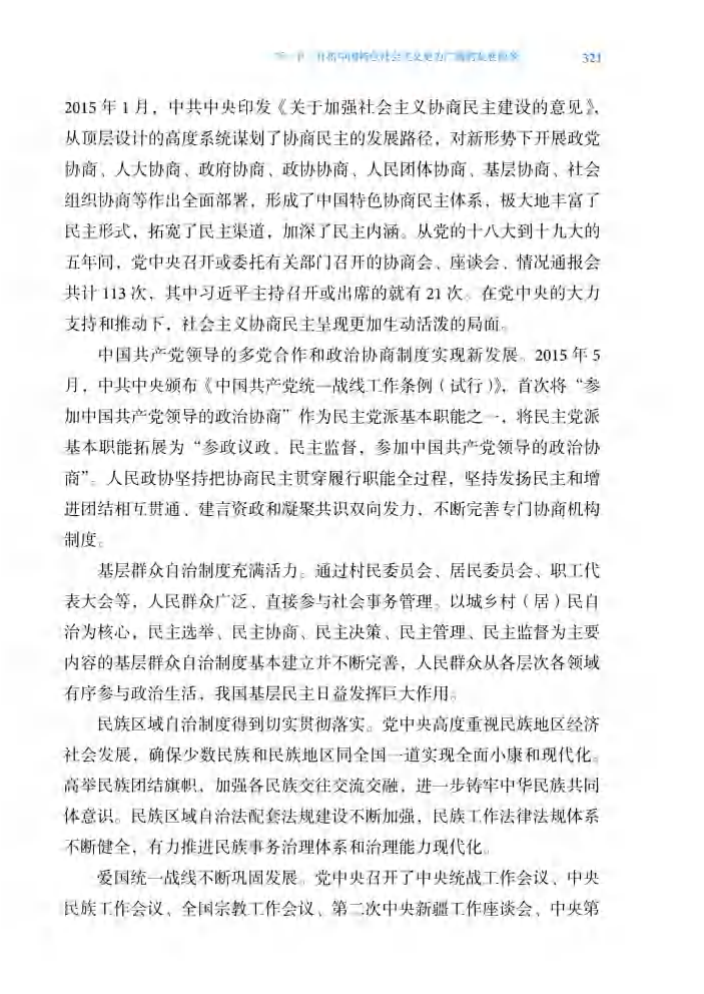 321
2015 年 1 月，中共中央印发《关于加强社会主义协商民主建设的意见》，
从顶层设计的高度系统谋划了协商民主的发展路径，对新形势下开展政党
协商、人大协商、政府协商、政协协商、人民团体协商、基层协商、社会
组织协商等作出全面部署，形成了中国特色协商民主体系，极大地丰富了
民主形式，拓宽了民主渠道，加深了民主内涵。从党的十八大到十九大的
五年间，党中央召开或委托有关部门召开的协商会、座谈会、情况通报会
共计 113 次，其中习近平主持召开或出席的就有 21 次。在党中央的大力
支持和推动下，社会主义协商民主呈现更加生动活泼的局面。
中国共产党领导的多党合作和政治协商制度实现新发展。2015 年 5
月，中共中央颁布《中国共产党统一战线工作条例（试行）》，首次将“参
加中国共产党领导的政治协商”作为民主党派基本职能之一，将民主党派
基本职能拓展为“参政议政、民主监督，参加中国共产党领导的政治协
商”。人民政协坚持把协商民主贯穿履行职能全过程，坚持发扬民主和增
进团结相互贯通、建言资政和凝聚共识双向发力，不断完善专门协商机构
制度。
基层群众自治制度充满活力。通过村民委员会、居民委员会、职工代
表大会等，人民群众广泛、直接参与社会事务管理。以城乡村（居）民自
治为核心，民主选举、民主协商、民主决策、民主管理、民主监督为主要
内容的基层群众自治制度基本建立并不断完善，人民群众从各层次各领域
有序参与政治生活，我国基层民主日益发挥巨大作用。
民族区域自治制度得到切实贯彻落实。党中央高度重视民族地区经济
社会发展，确保少数民族和民族地区同全国一道实现全面小康和现代化。
高举民族团结旗帜，加强各民族交往交流交融，进一步铸牢中华民族共同
体意识。民族区域自治法配套法规建设不断加强，民族工作法律法规体系
不断健全，有力推进民族事务治理体系和治理能力现代化。
爱国统一战线不断巩固发展。党中央召开了中央统战工作会议、中央
民族工作会议、全国宗教工作会议、第二次中央新疆工作座谈会、中央第